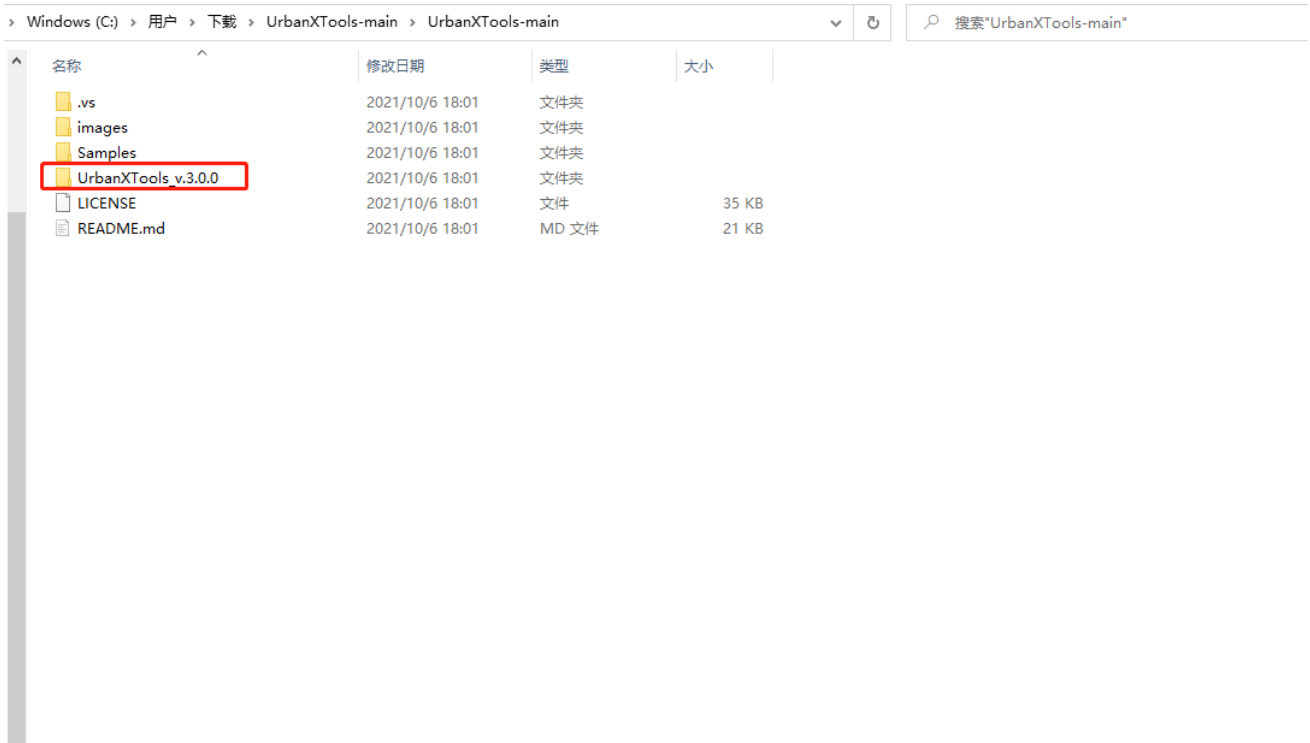 Windows (C:) › 用户 › 下载 › UrbanXTools-main › UrbanXTools-main 搜索"UrbanXTools-main"
名称 修改日期 类型 大小
.vs 2021/10/6 18:01 文件夹
images 2021/10/6 18:01 文件夹
Samples 2021/10/6 18:01 文件夹
UrbanXTools_v.3.0.0 2021/10/6 18:01 文件夹
LICENSE 2021/10/6 18:01 文件 35 KB
README.md 2021/10/6 18:01 MD 文件 21 KB